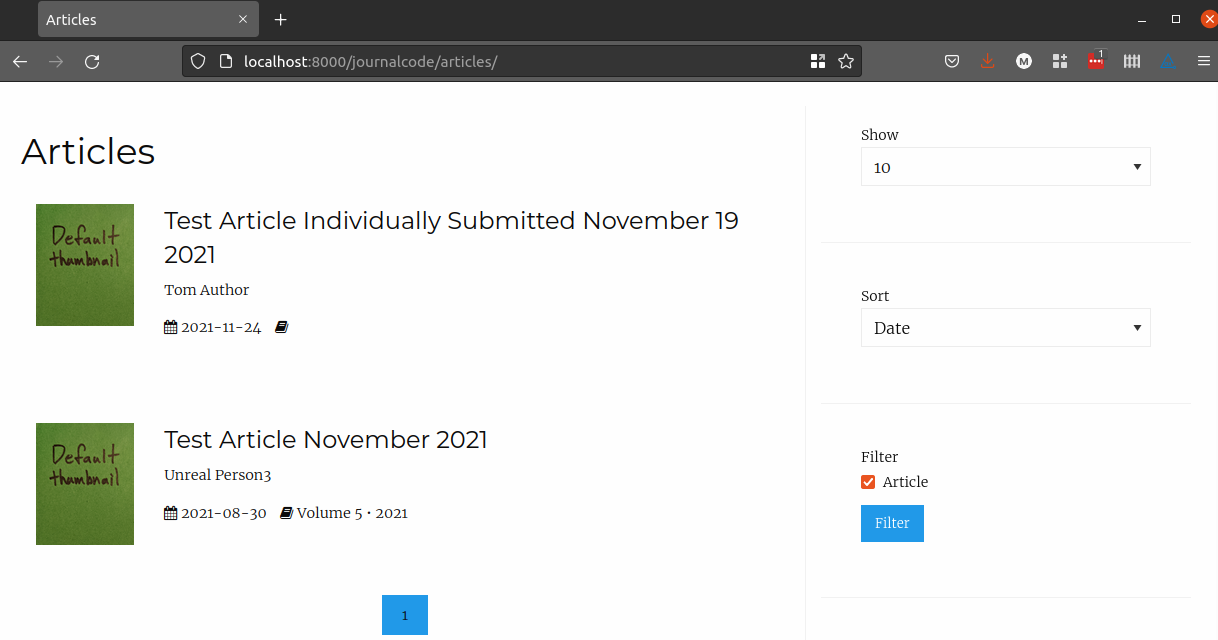 Articles
localhost:8000/journalcode/articles/
M
1
Articles
Default
thumbnail
Test Article Individually Submitted November 19
2021
Tom Author
2021-11-24
Default
thumbnail
Test Article November 2021
Unreal Person3
2021-08-30 Volume 5 • 2021
1
Show
10
Sort
Date
Filter
Article
Filter